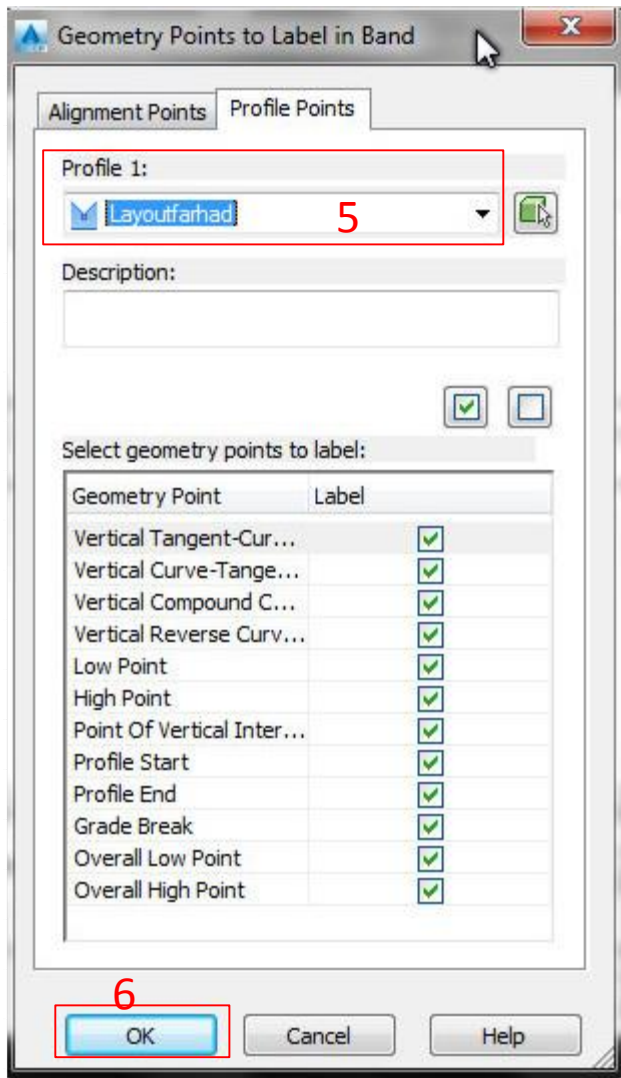 Geometry Points to Label in Band
Alignment Points Profile Points
Profile 1:
Layoutfarhad 5
Description:
Select geometry points to label:
Geometry Point Label
Vertical Tangent-Cur...
Vertical Curve-Tange...
Vertical Compound C...
Vertical Reverse Curv...
Low Point
High Point
Point Of Vertical Inter...
Profile Start
Profile End
Grade Break
Overall Low Point
Overall High Point
6
OK Cancel Help